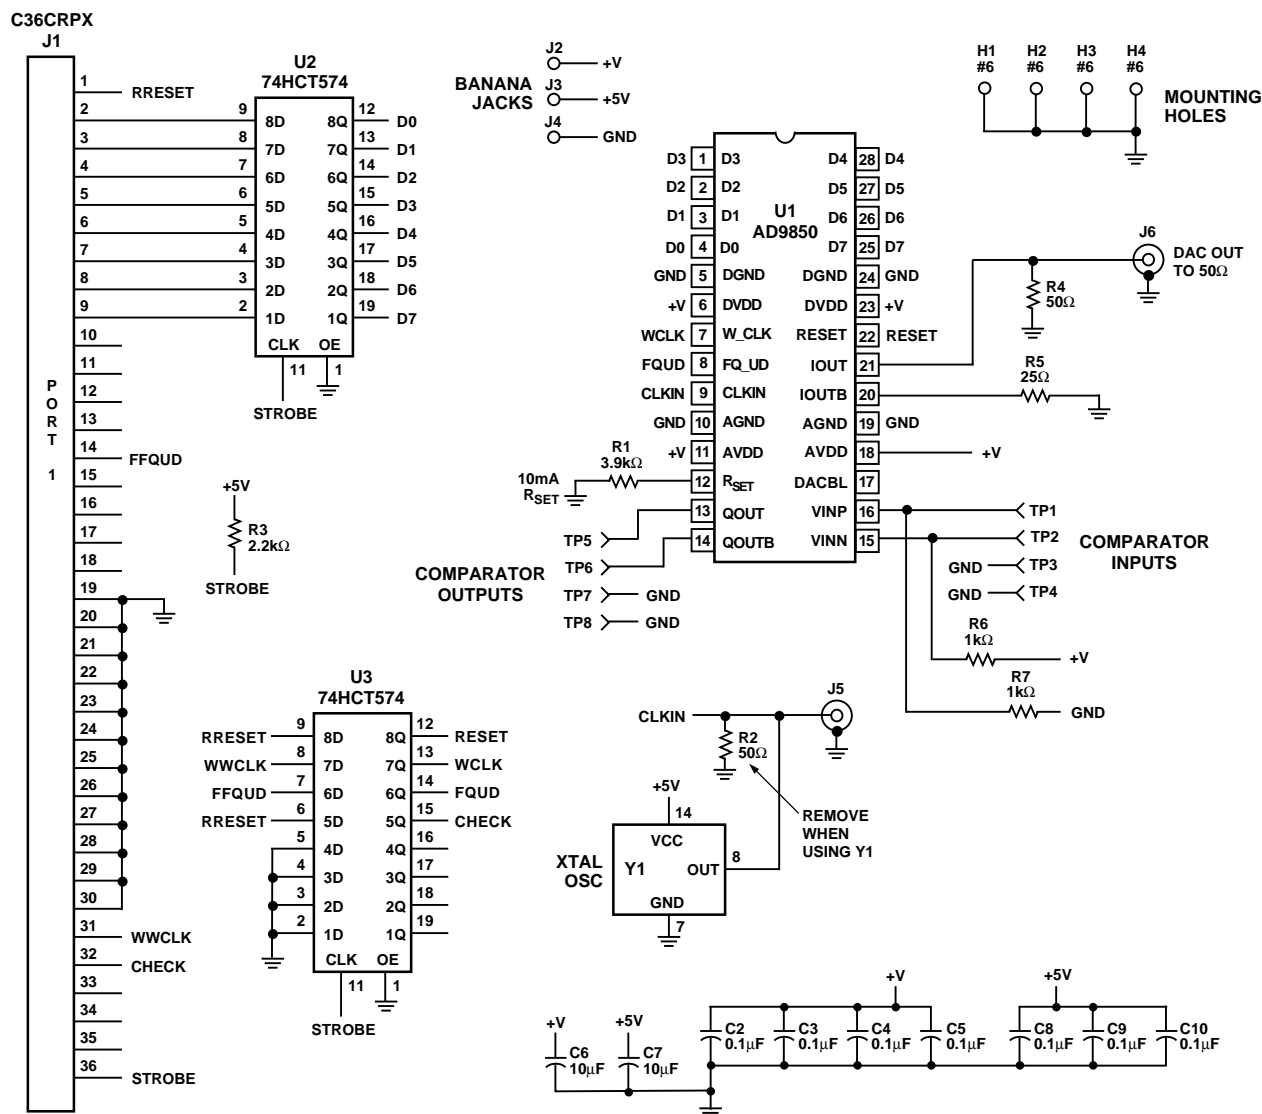 C36CRPX
J1
PORT 1
1
RRESET
2
3
4
5
6
7
8
9
10
11
12
13
14
FFQUD
15
16
17
18
19
20
21
22
23
24
25
26
27
28
29
30
31
WWCLK
32
CHECK
33
34
35
36
STROBE
U2
74HCT574
9 8D 8Q 12 D0
8 7D 7Q 13 D1
7 6D 6Q 14 D2
6 5D 5Q 15 D3
5 4D 4Q 16 D4
4 3D 3Q 17 D5
3 2D 2Q 18 D6
2 1D 1Q 19 D7
CLK OE
11 1
STROBE
+5V
R3
2.2kΩ
STROBE
U3
74HCT574
RRESET 9 8D 8Q 12 RESET
WWCLK 8 7D 7Q 13 WCLK
FFQUD 7 6D 6Q 14 FQUD
RRESET 6 5D 5Q 15 CHECK
5 4D 4Q 16
4 3D 3Q 17
3 2D 2Q 18
2 1D 1Q 19
CLK OE
11 1
STROBE
BANANA
JACKS
J2 +V
J3 +5V
J4 GND
H1 H2 H3 H4
#6 #6 #6 #6
MOUNTING
HOLES
U1
AD9850
D3 1 D3 D4 28 D4
D2 2 D2 D5 27 D5
D1 3 D1 D6 26 D6
D0 4 D0 D7 25 D7
GND 5 DGND DGND 24 GND
+V 6 DVDD DVDD 23 +V
WCLK 7 W_CLK RESET 22 RESET
FQUD 8 FQ_UD IOUT 21
CLKIN 9 CLKIN IOUTB 20
GND 10 AGND AGND 19 GND
+V 11 AVDD AVDD 18 +V
12 RSET DACBL 17
13 QOUT VINP 16
14 QOUTB VINN 15
R1
3.9kΩ
10mA
RSET
J6
DAC OUT
TO 50Ω
R4
50Ω
R5
25Ω
COMPARATOR
OUTPUTS
TP5
TP6
TP7 GND
TP8 GND
TP1
TP2
GND TP3
GND TP4
COMPARATOR
INPUTS
R6
1kΩ
+V
R7
1kΩ
GND
CLKIN
J5
R2
50Ω
REMOVE
WHEN
USING Y1
+5V
14
VCC
XTAL
OSC
Y1
OUT
8
GND
7
+V
C6
10µF
+5V
C7
10µF
+V
C2
0.1µF
C3
0.1µF
C4
0.1µF
C5
0.1µF
+5V
C8
0.1µF
C9
0.1µF
C10
0.1µF